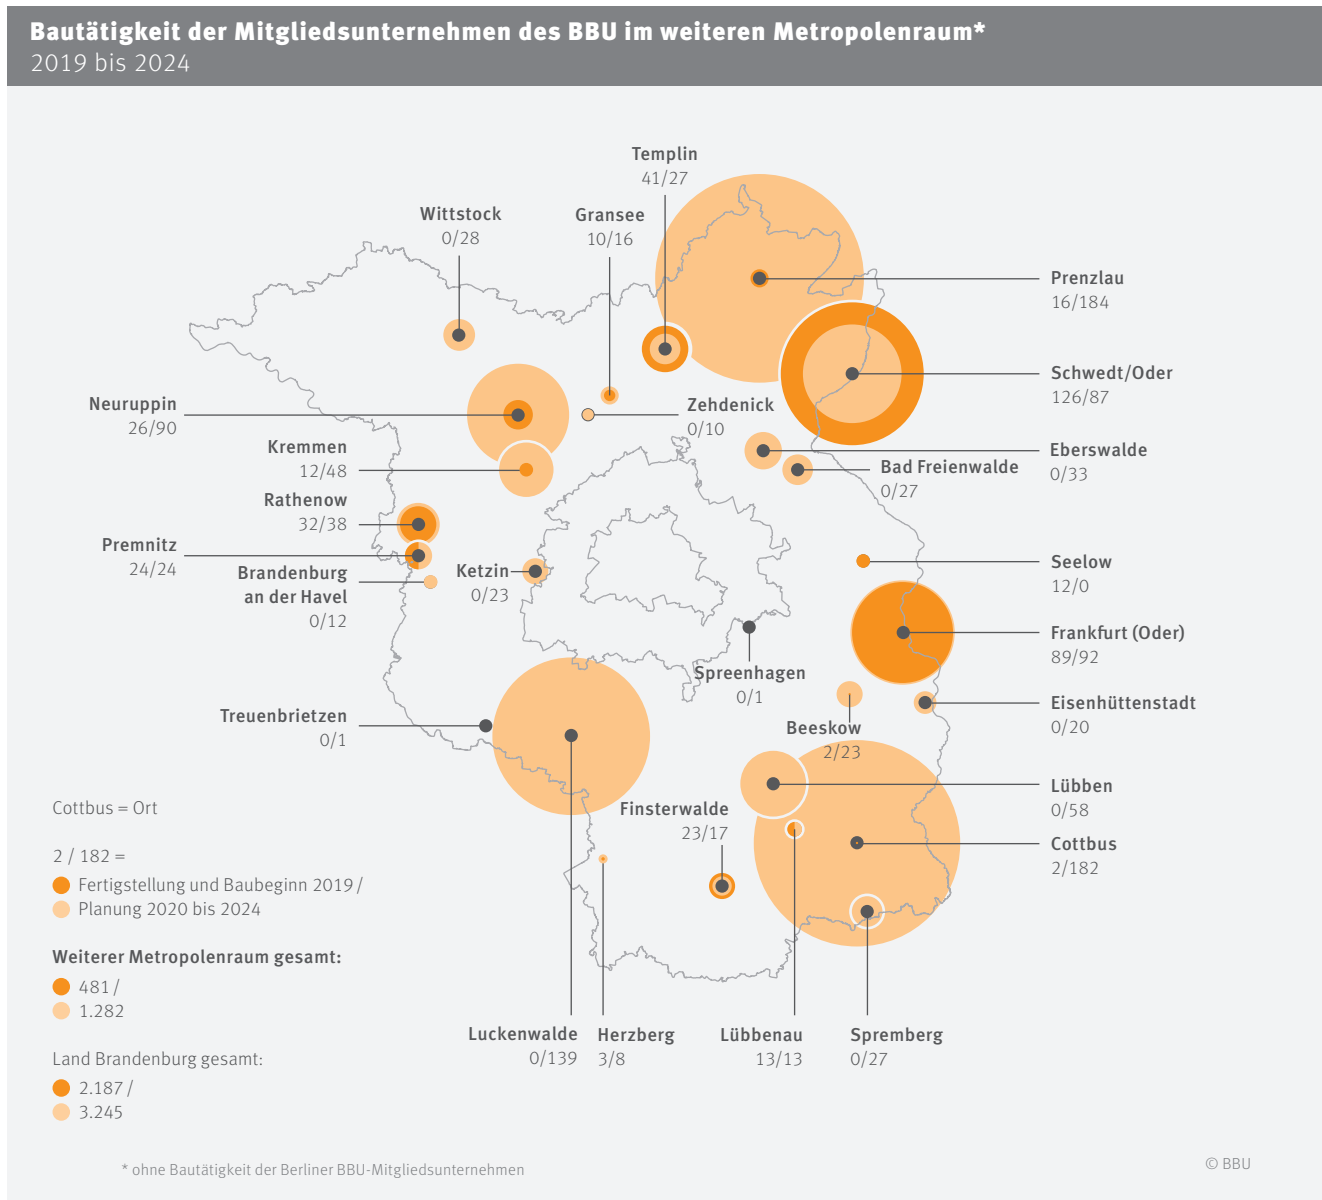 Bautätigkeit der Mitgliedsunternehmen des BBU im weiteren Metropolenraum*
2019 bis 2024
Templin
41/27
Wittstock
0/28
Gransee
10/16
Prenzlau
16/184
Schwedt/Oder
126/87
Neuruppin
26/90
Zehdenick
0/10
Kremmen
12/48
Eberswalde
0/33
Bad Freienwalde
0/27
Rathenow
32/38
Premnitz
24/24
Brandenburg
an der Havel
0/12
Ketzin
0/23
Seelow
12/0
Frankfurt (Oder)
89/92
Spreenhagen
0/1
Eisenhüttenstadt
0/20
Treuenbrietzen
0/1
Beeskow
2/23
Lübben
0/58
Finsterwalde
23/17
Cottbus
2/182
Cottbus = Ort
2 / 182 =
Fertigstellung und Baubeginn 2019 /
Planung 2020 bis 2024
Weiterer Metropolenraum gesamt:
481 /
1.282
Land Brandenburg gesamt:
2.187 /
3.245
Luckenwalde
0/139
Herzberg
3/8
Lübbenau
13/13
Spremberg
0/27
* ohne Bautätigkeit der Berliner BBU-Mitgliedsunternehmen
© BBU